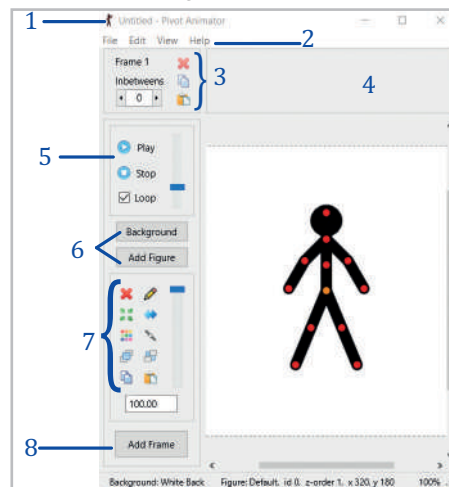 1 Untitled - Pivot Animator
File Edit View Help 2
Frame 1
Inbetweens
0
3
4
5
Play
Stop
Loop
6
Background
Add Figure
7
100.00
8
Add Frame
Background: White Back Figure: Default, id 0, z-order 1, x 320, y 180 100%